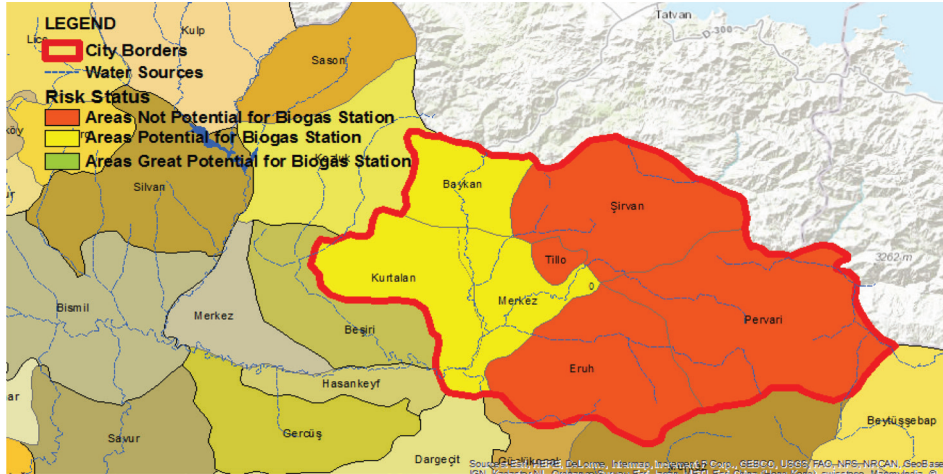 LEGEND
City Borders
Water Sources
Risk Status
Areas Not Potential for Biogas Station
Areas Potential for Biogas Station
Areas Great Potential for Biogas Station
Kulp
Tatvan
D 300
Sason
Silvan
Baykan
Şirvan
Tillo
Kurtalan
Merkez
0
3262 m
Bismil
Merkez
Beşiri
Pervari
Eruh
Hasankeyf
Gercüş
Savur
Dargeçit
Beytüşşebap